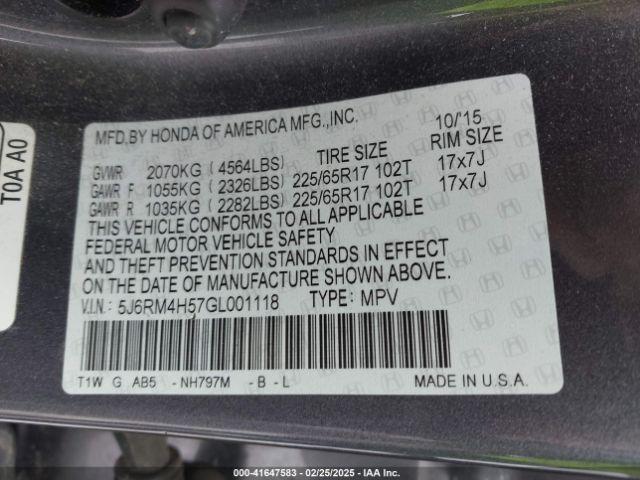 MFD.BY HONDA OF AMERICA MFG.,INC. 10/'15
TIRE SIZE RIM SIZE
GVWR 2070KG (4564LBS)
GAWR F 1055KG (2326LBS) 225/65R17 102T 17x7J
GAWR R 1035KG (2282LBS) 225/65R17 102T 17x7J
THIS VEHICLE CONFORMS TO ALL APPLICABLE
FEDERAL MOTOR VEHICLE SAFETY
AND THEFT PREVENTION STANDARDS IN EFFECT
ON THE DATE OF MANUFACTURE SHOWN ABOVE.
V.I.N.: 5J6RM4H57GL001118 TYPE: MPV
T1W G AB5 -NH797M -B-L MADE IN U.S.A.
T0A A0
000-41647583 — 02/25/2025 — IAA Inc.